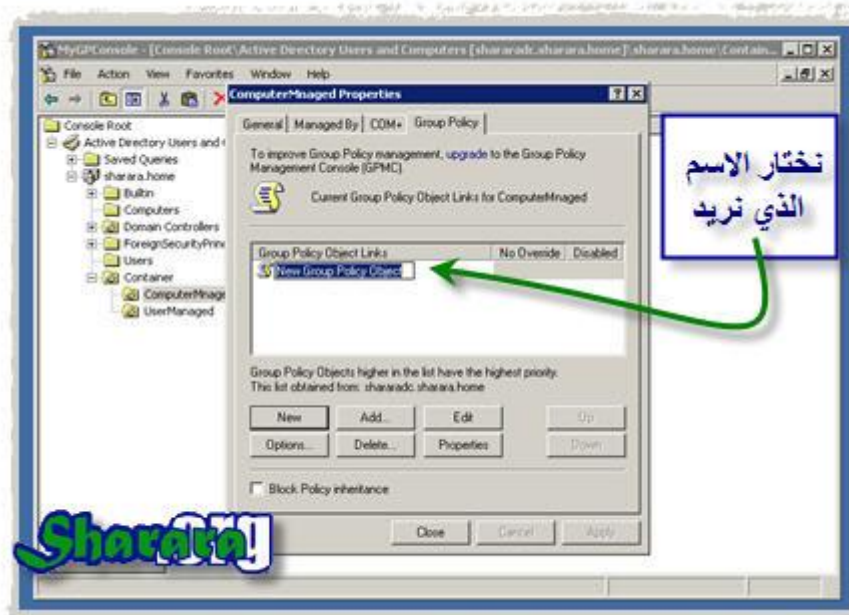 MyGPConsole - [Console Root\Active Directory Users and Computers [shararadc.sharara.home]\sharara.home\Contain...
File Action View Favorites Window Help
ComputerMnaged Properties
Console Root
Active Directory Users and
Saved Queries
sharara.home
Builtin
Computers
Domain Controllers
ForeignSecurityPrinc
Users
Container
ComputerMnage
UserManaged
General Managed By COM+ Group Policy
To improve Group Policy management, upgrade to the Group Policy
Management Console (GPMC).
Current Group Policy Object Links for ComputerMnaged
Group Policy Object Links No Override Disabled
New Group Policy Object
Group Policy Objects higher in the list have the highest priority.
This list obtained from: shararadc.sharara.home
New Add... Edit Up
Options... Delete... Properties Down
Block Policy inheritance
Close Cancel Apply
نختار الاسم
الذي نريد
Sharara.org